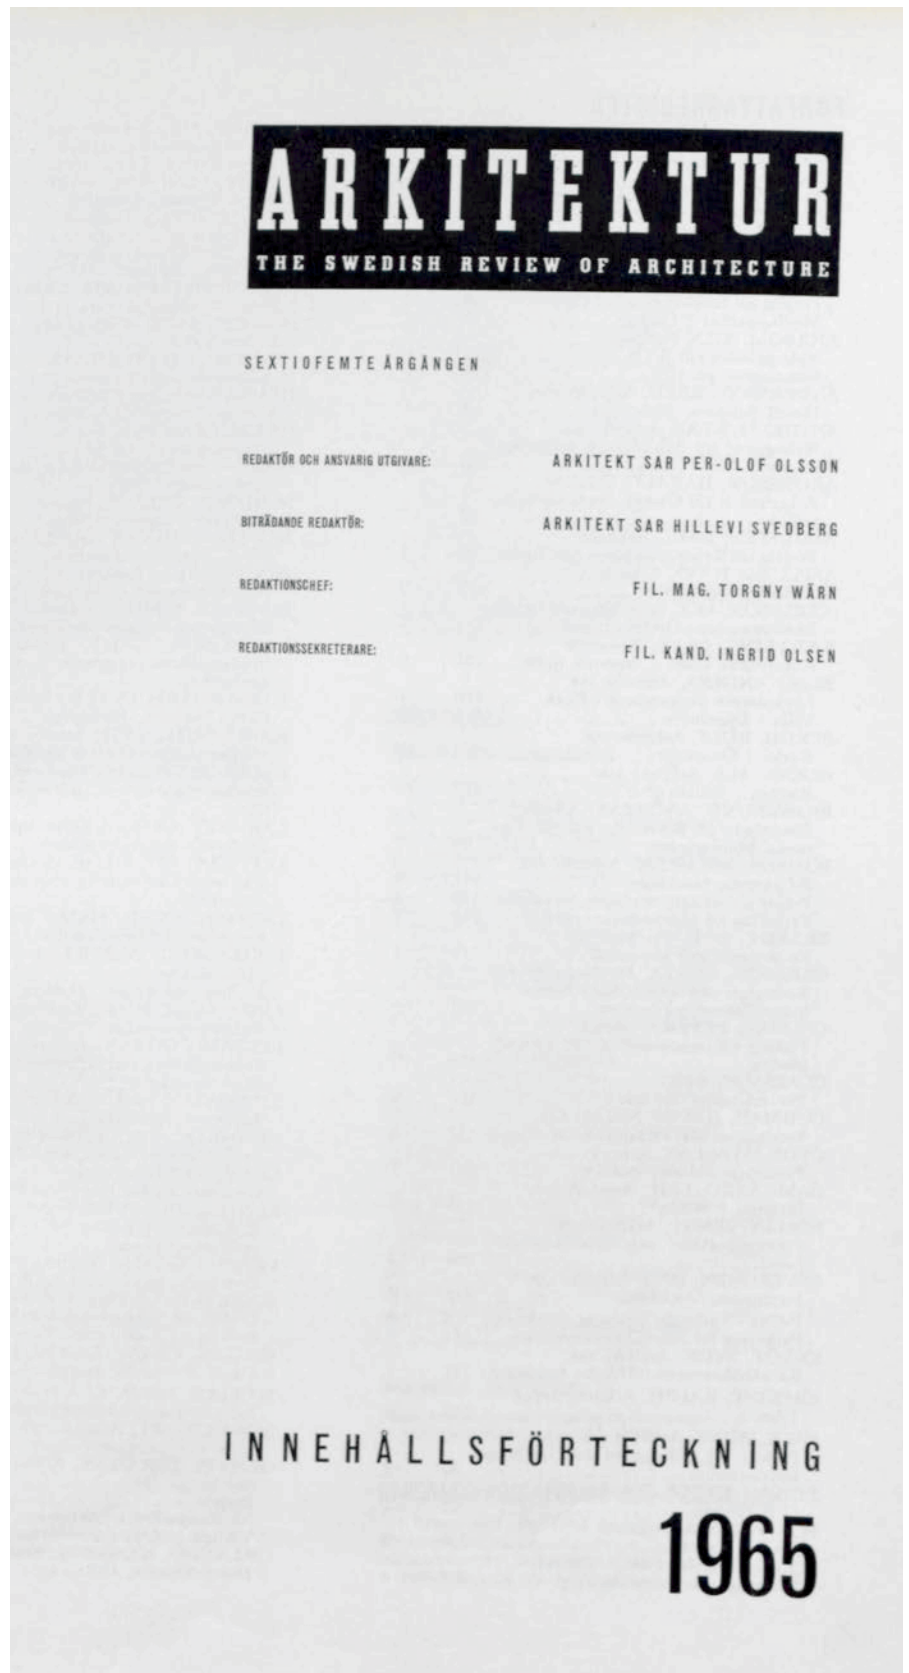 ARKITEKTUR
THE SWEDISH REVIEW OF ARCHITECTURE
SEXTIOFEMTE ÅRGÅNGEN
REDAKTÖR OCH ANSVARIG UTGIVARE: ARKITEKT SAR PER-OLOF OLSSON
BITRÄDANDE REDAKTÖR: ARKITEKT SAR HILLEVI SVEDBERG
REDAKTIONSCHEF: FIL. MAG. TORGNY WÄRN
REDAKTIONSSEKRETERARE: FIL. KAND. INGRID OLSEN
INNEHÅLLSFÖRTECKNING
1965